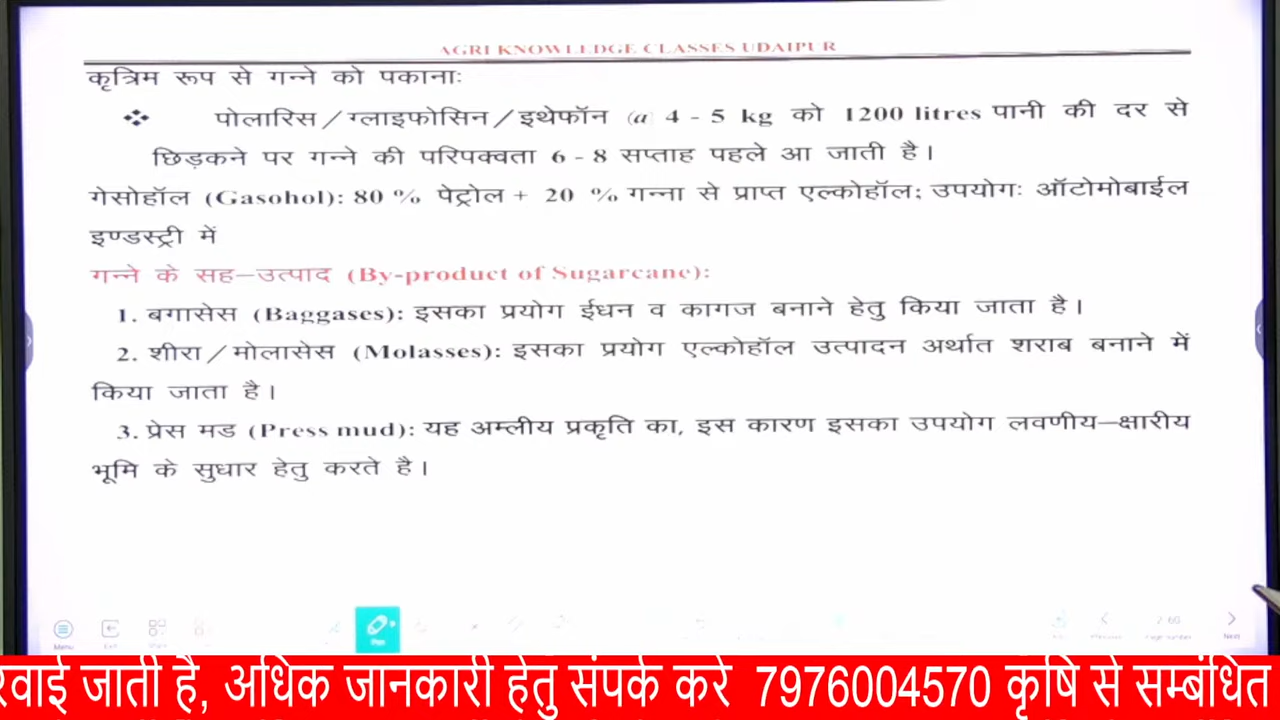 AGRI KNOWLEDGE CLASSES UDAIPUR
कृत्रिम रूप से गन्ने को पकानाः
❖ पोलारिस/ग्लाइफोसिन/इथेफॉन @ 4 - 5 kg को 1200 litres पानी की दर से
छिड़कने पर गन्ने की परिपक्वता 6 - 8 सप्ताह पहले आ जाती है।
गेसोहॉल (Gasohol): 80 % पेट्रोल + 20 % गन्ना से प्राप्त एल्कोहॉल; उपयोगः ऑटोमोबाईल
इण्डस्ट्री में
गन्ने के सह–उत्पाद (By-product of Sugarcane):
1. बगासेस (Baggases): इसका प्रयोग ईधन व कागज बनाने हेतु किया जाता है।
2. शीरा/मोलासेस (Molasses): इसका प्रयोग एल्कोहॉल उत्पादन अर्थात शराब बनाने में
किया जाता है।
3. प्रेस मड (Press mud): यह अम्लीय प्रकृति का, इस कारण इसका उपयोग लवणीय–क्षारीय
भूमि के सुधार हेतु करते है।
Menu Pen Next
रवाई जाती है, अधिक जानकारी हेतु संपर्क करे 7976004570 कृषि से सम्बंधित